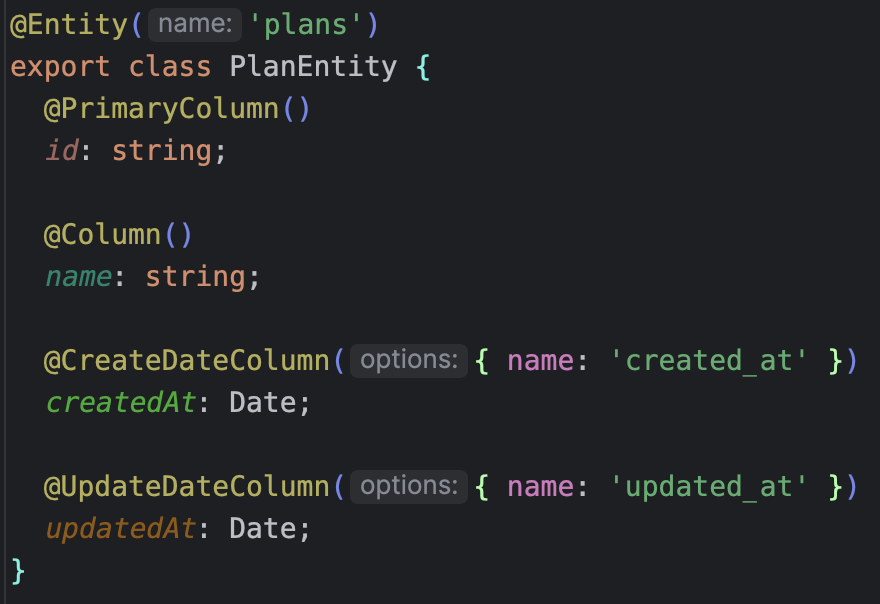 @Entity( name: 'plans')
export class PlanEntity {
  @PrimaryColumn()
  id: string;

  @Column()
  name: string;

  @CreateDateColumn( options: { name: 'created_at' })
  createdAt: Date;

  @UpdateDateColumn( options: { name: 'updated_at' })
  updatedAt: Date;
}